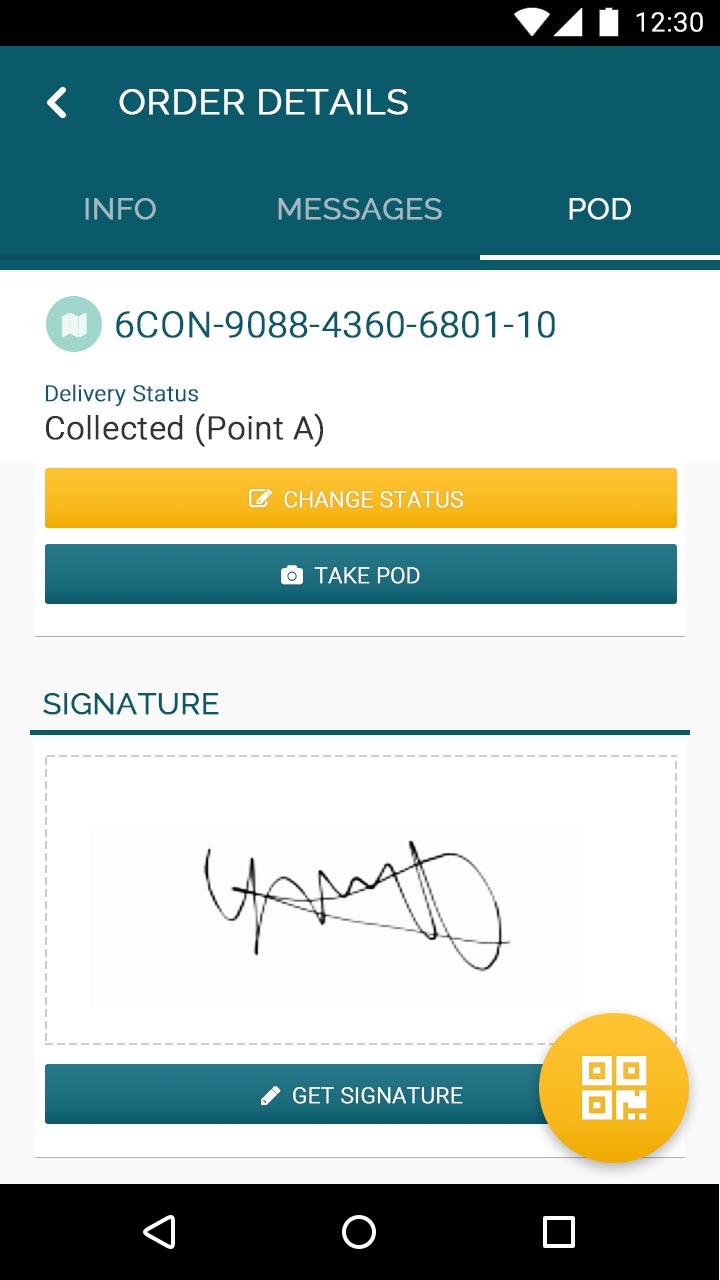 12:30
ORDER DETAILS
INFO MESSAGES POD
6CON-9088-4360-6801-10
Delivery Status
Collected (Point A)
CHANGE STATUS
TAKE POD
SIGNATURE
GET SIGNATURE